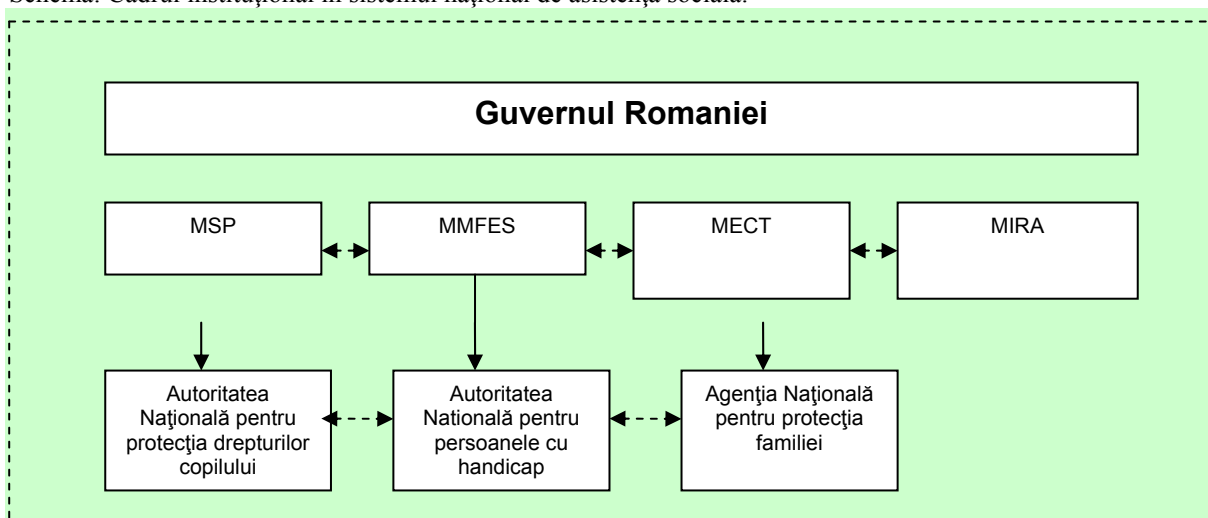 Schema: Cadrul instituţional în sistemul naţional de asistenţă socială:
Guvernul Romaniei
MSP
MMFES
MECT
MIRA
Autoritatea
Naţională pentru
protecţia drepturilor
copilului
Autoritatea
Natională pentru
persoanele cu
handicap
Agenţia Naţională
pentru protecţia
familiei